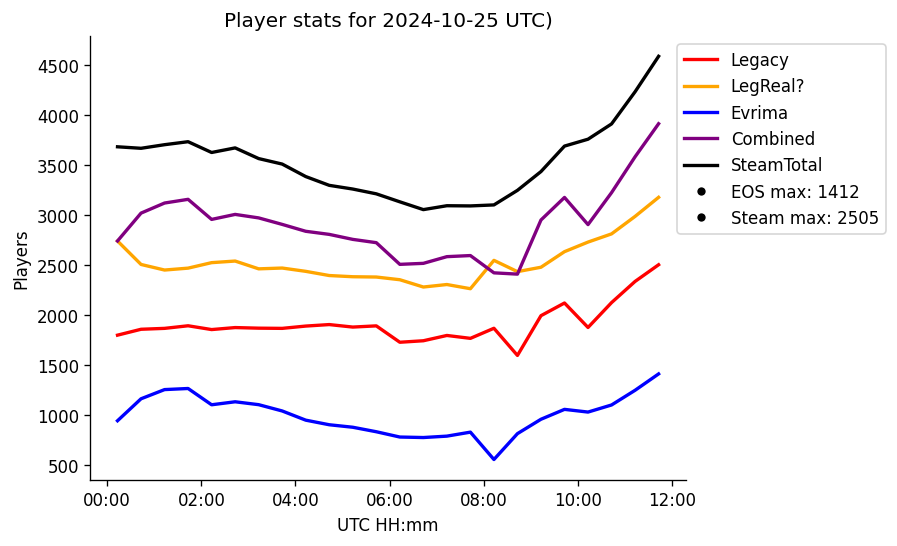 Player stats for 2024-10-25 UTC)
4500
4000
3500
3000
2500
2000
1500
1000
500
Players
00:00 02:00 04:00 06:00 08:00 10:00 12:00
UTC HH:mm
Legacy
LegReal?
Evrima
Combined
SteamTotal
EOS max: 1412
Steam max: 2505